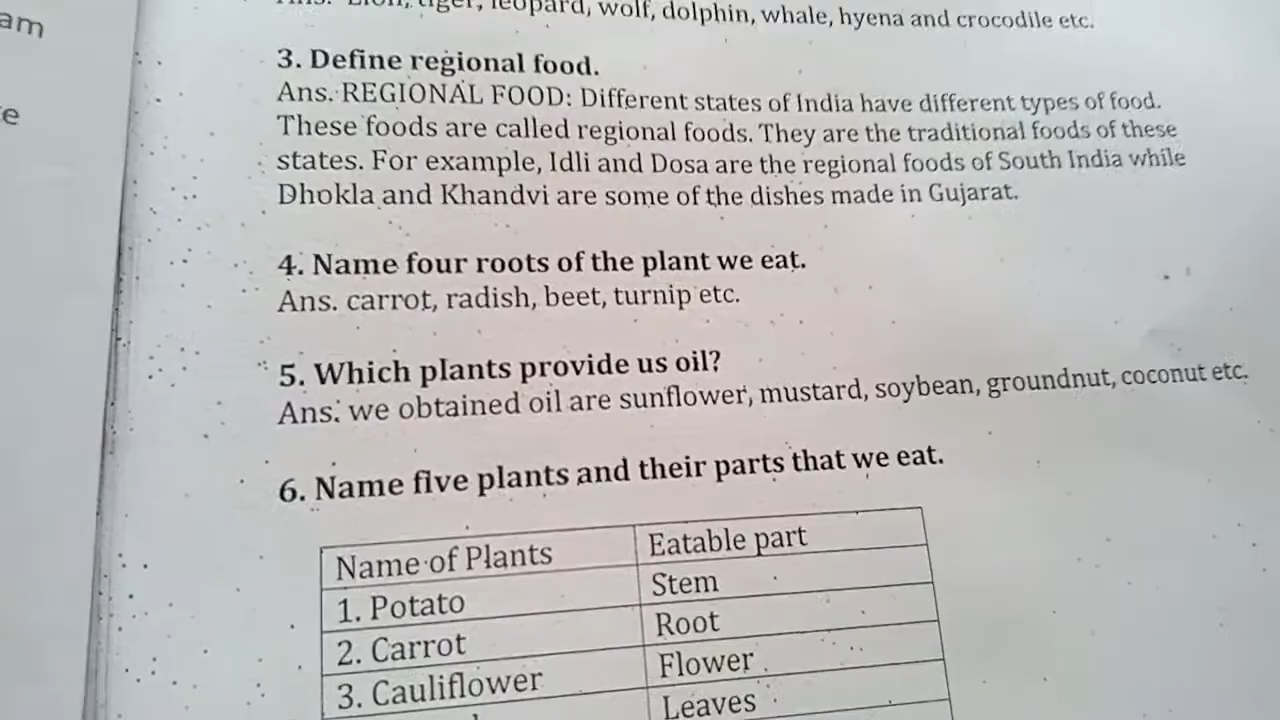 am
e
Lion, tiger, leopard, wolf, dolphin, whale, hyena and crocodile etc.
3. Define regional food.
Ans. REGIONAL FOOD: Different states of India have different types of food.
These foods are called regional foods. They are the traditional foods of these
states. For example, Idli and Dosa are the regional foods of South India while
Dhokla and Khandvi are some of the dishes made in Gujarat.
4. Name four roots of the plant we eat.
Ans. carrot, radish, beet, turnip etc.
5. Which plants provide us oil?
Ans. we obtained oil are sunflower, mustard, soybean, groundnut, coconut etc.
6. Name five plants and their parts that we eat.
Name of Plants Eatable part
1. Potato Stem
2. Carrot Root
3. Cauliflower Flower
Leaves